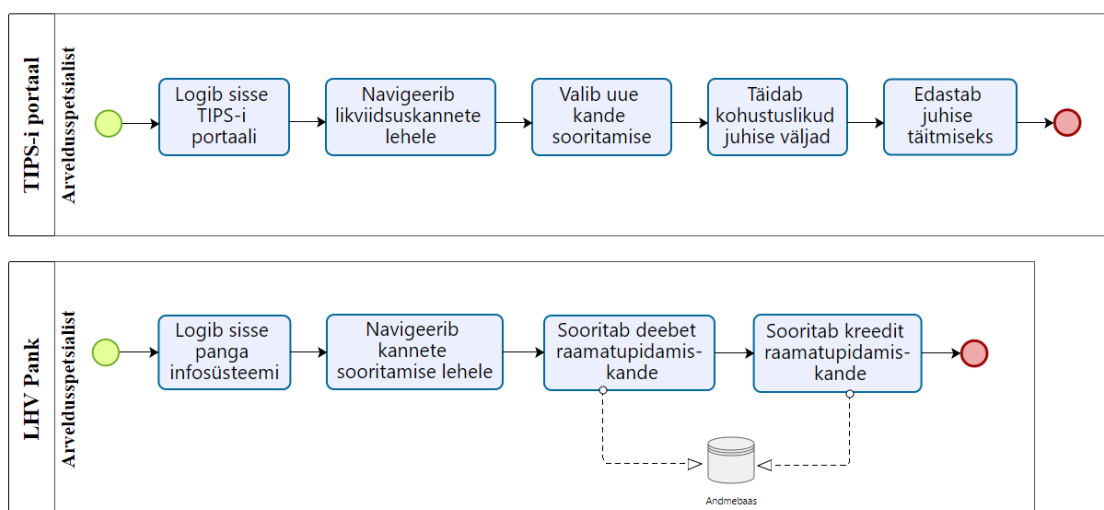 TIPS-i portaal
Arveldusspetsialist
Logib sisse
TIPS-i
portaali
Navigeerib
likviidsuskannete
lehele
Valib uue
kande
sooritamise
Täidab
kohustuslikud
juhise väljad
Edastab
juhise
täitmiseks
LHV Pank
Arveldusspetsialist
Logib sisse
panga
infosüsteemi
Navigeerib
kannete
sooritamise lehele
Sooritab deebet
raamatupidamis-
kande
Sooritab kreedit
raamatupidamis-
kande
Andmebaas